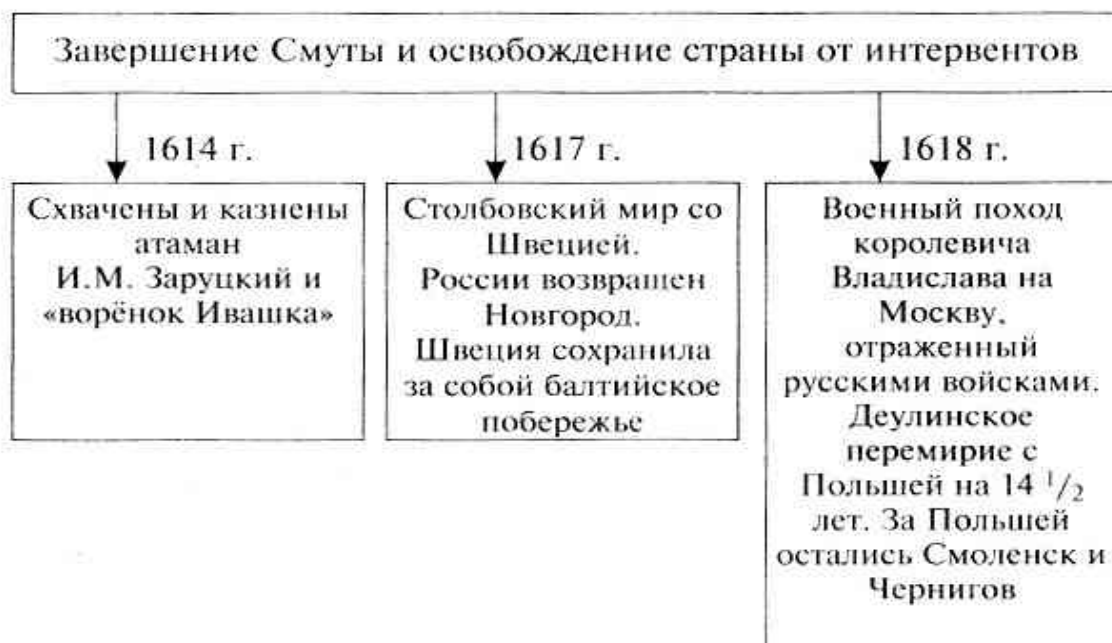 Завершение Смуты и освобождение страны от интервентов
1614 г.
1617 г.
1618 г.
Схвачены и казнены
атаман
И.М. Заруцкий и
«ворёнок Ивашка»
Столбовский мир со
Швецией.
России возвращен
Новгород.
Швеция сохранила
за собой балтийское
побережье
Военный поход
королевича
Владислава на
Москву,
отраженный
русскими войсками.
Деулинское
перемирие с
Польшей на 14 1/2
лет. За Польшей
остались Смоленск и
Чернигов